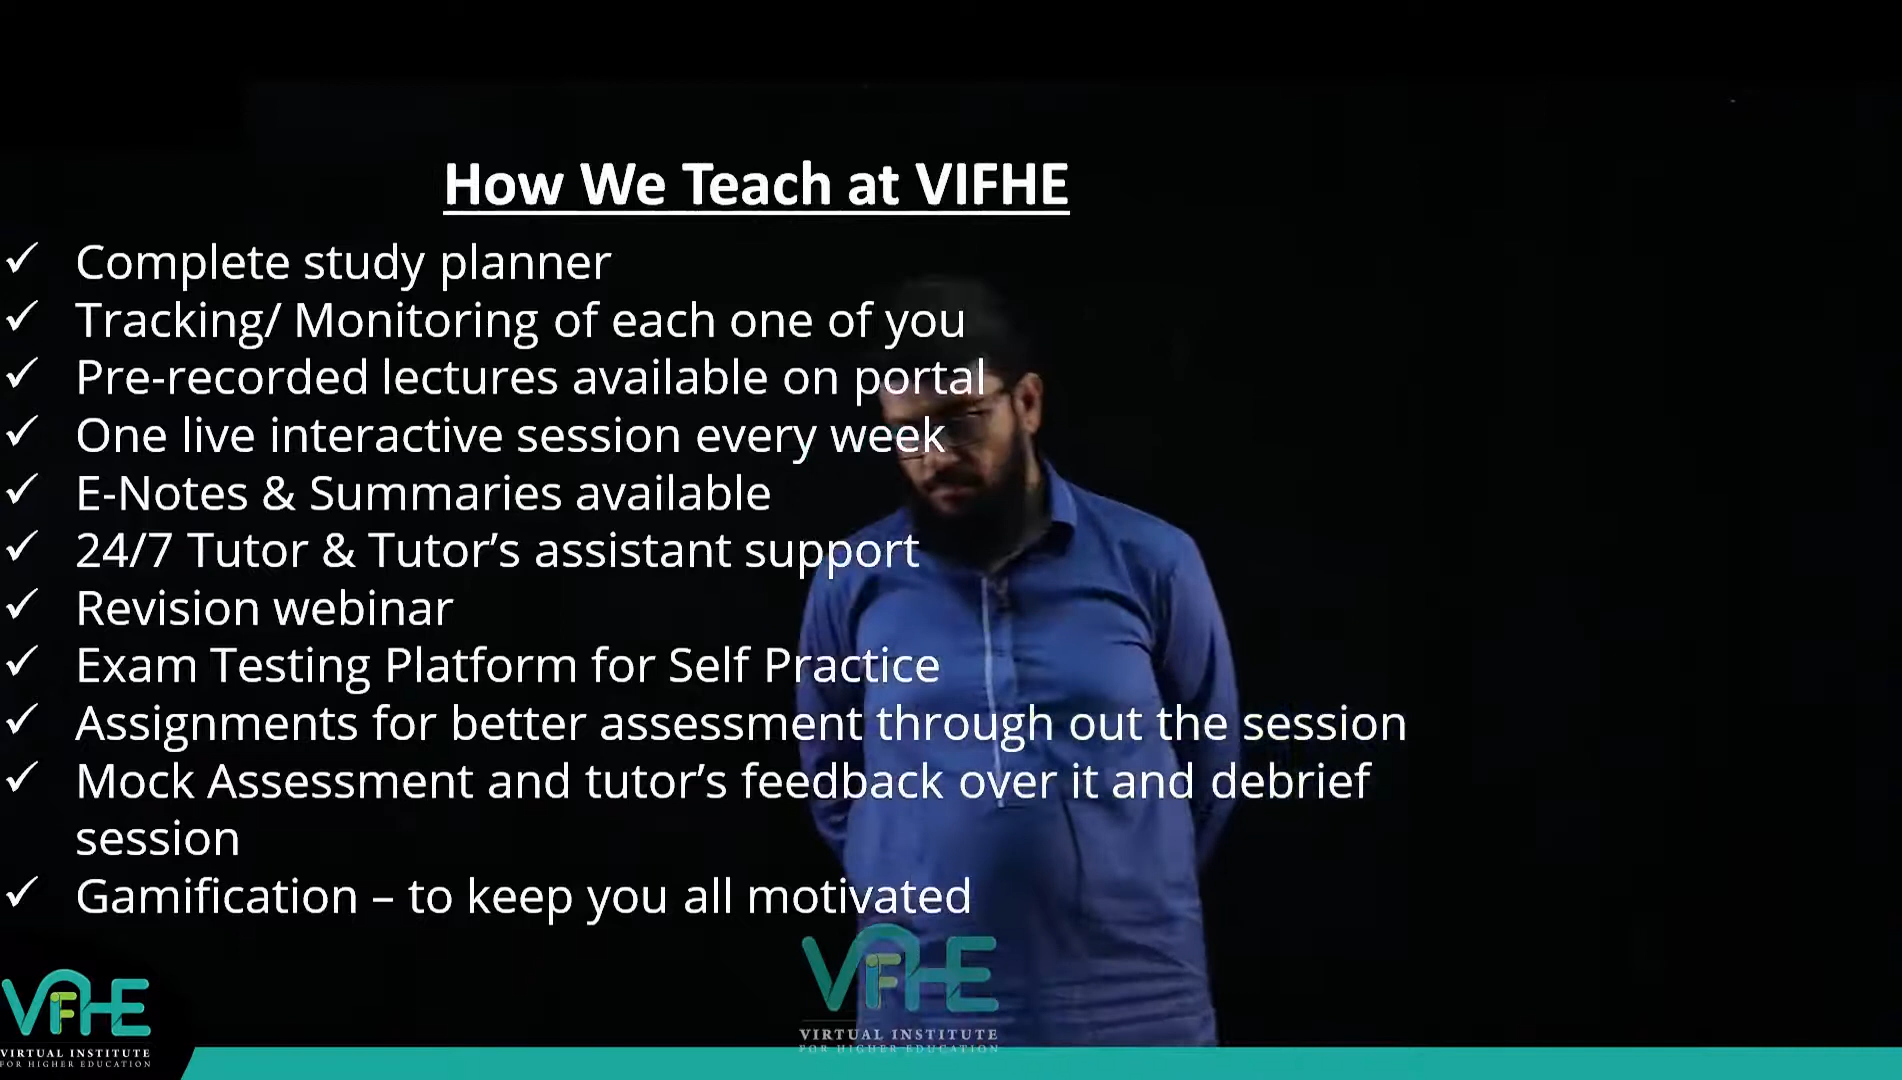 How We Teach at VIFHE
✓ Complete study planner
✓ Tracking/ Monitoring of each one of you
✓ Pre-recorded lectures available on portal
✓ One live interactive session every week
✓ E-Notes & Summaries available
✓ 24/7 Tutor & Tutor’s assistant support
✓ Revision webinar
✓ Exam Testing Platform for Self Practice
✓ Assignments for better assessment through out the session
✓ Mock Assessment and tutor’s feedback over it and debrief
session
✓ Gamification – to keep you all motivated
VIFHE
VIRTUAL INSTITUTE
FOR HIGHER EDUCATION
VIFHE
VIRTUAL INSTITUTE
FOR HIGHER EDUCATION